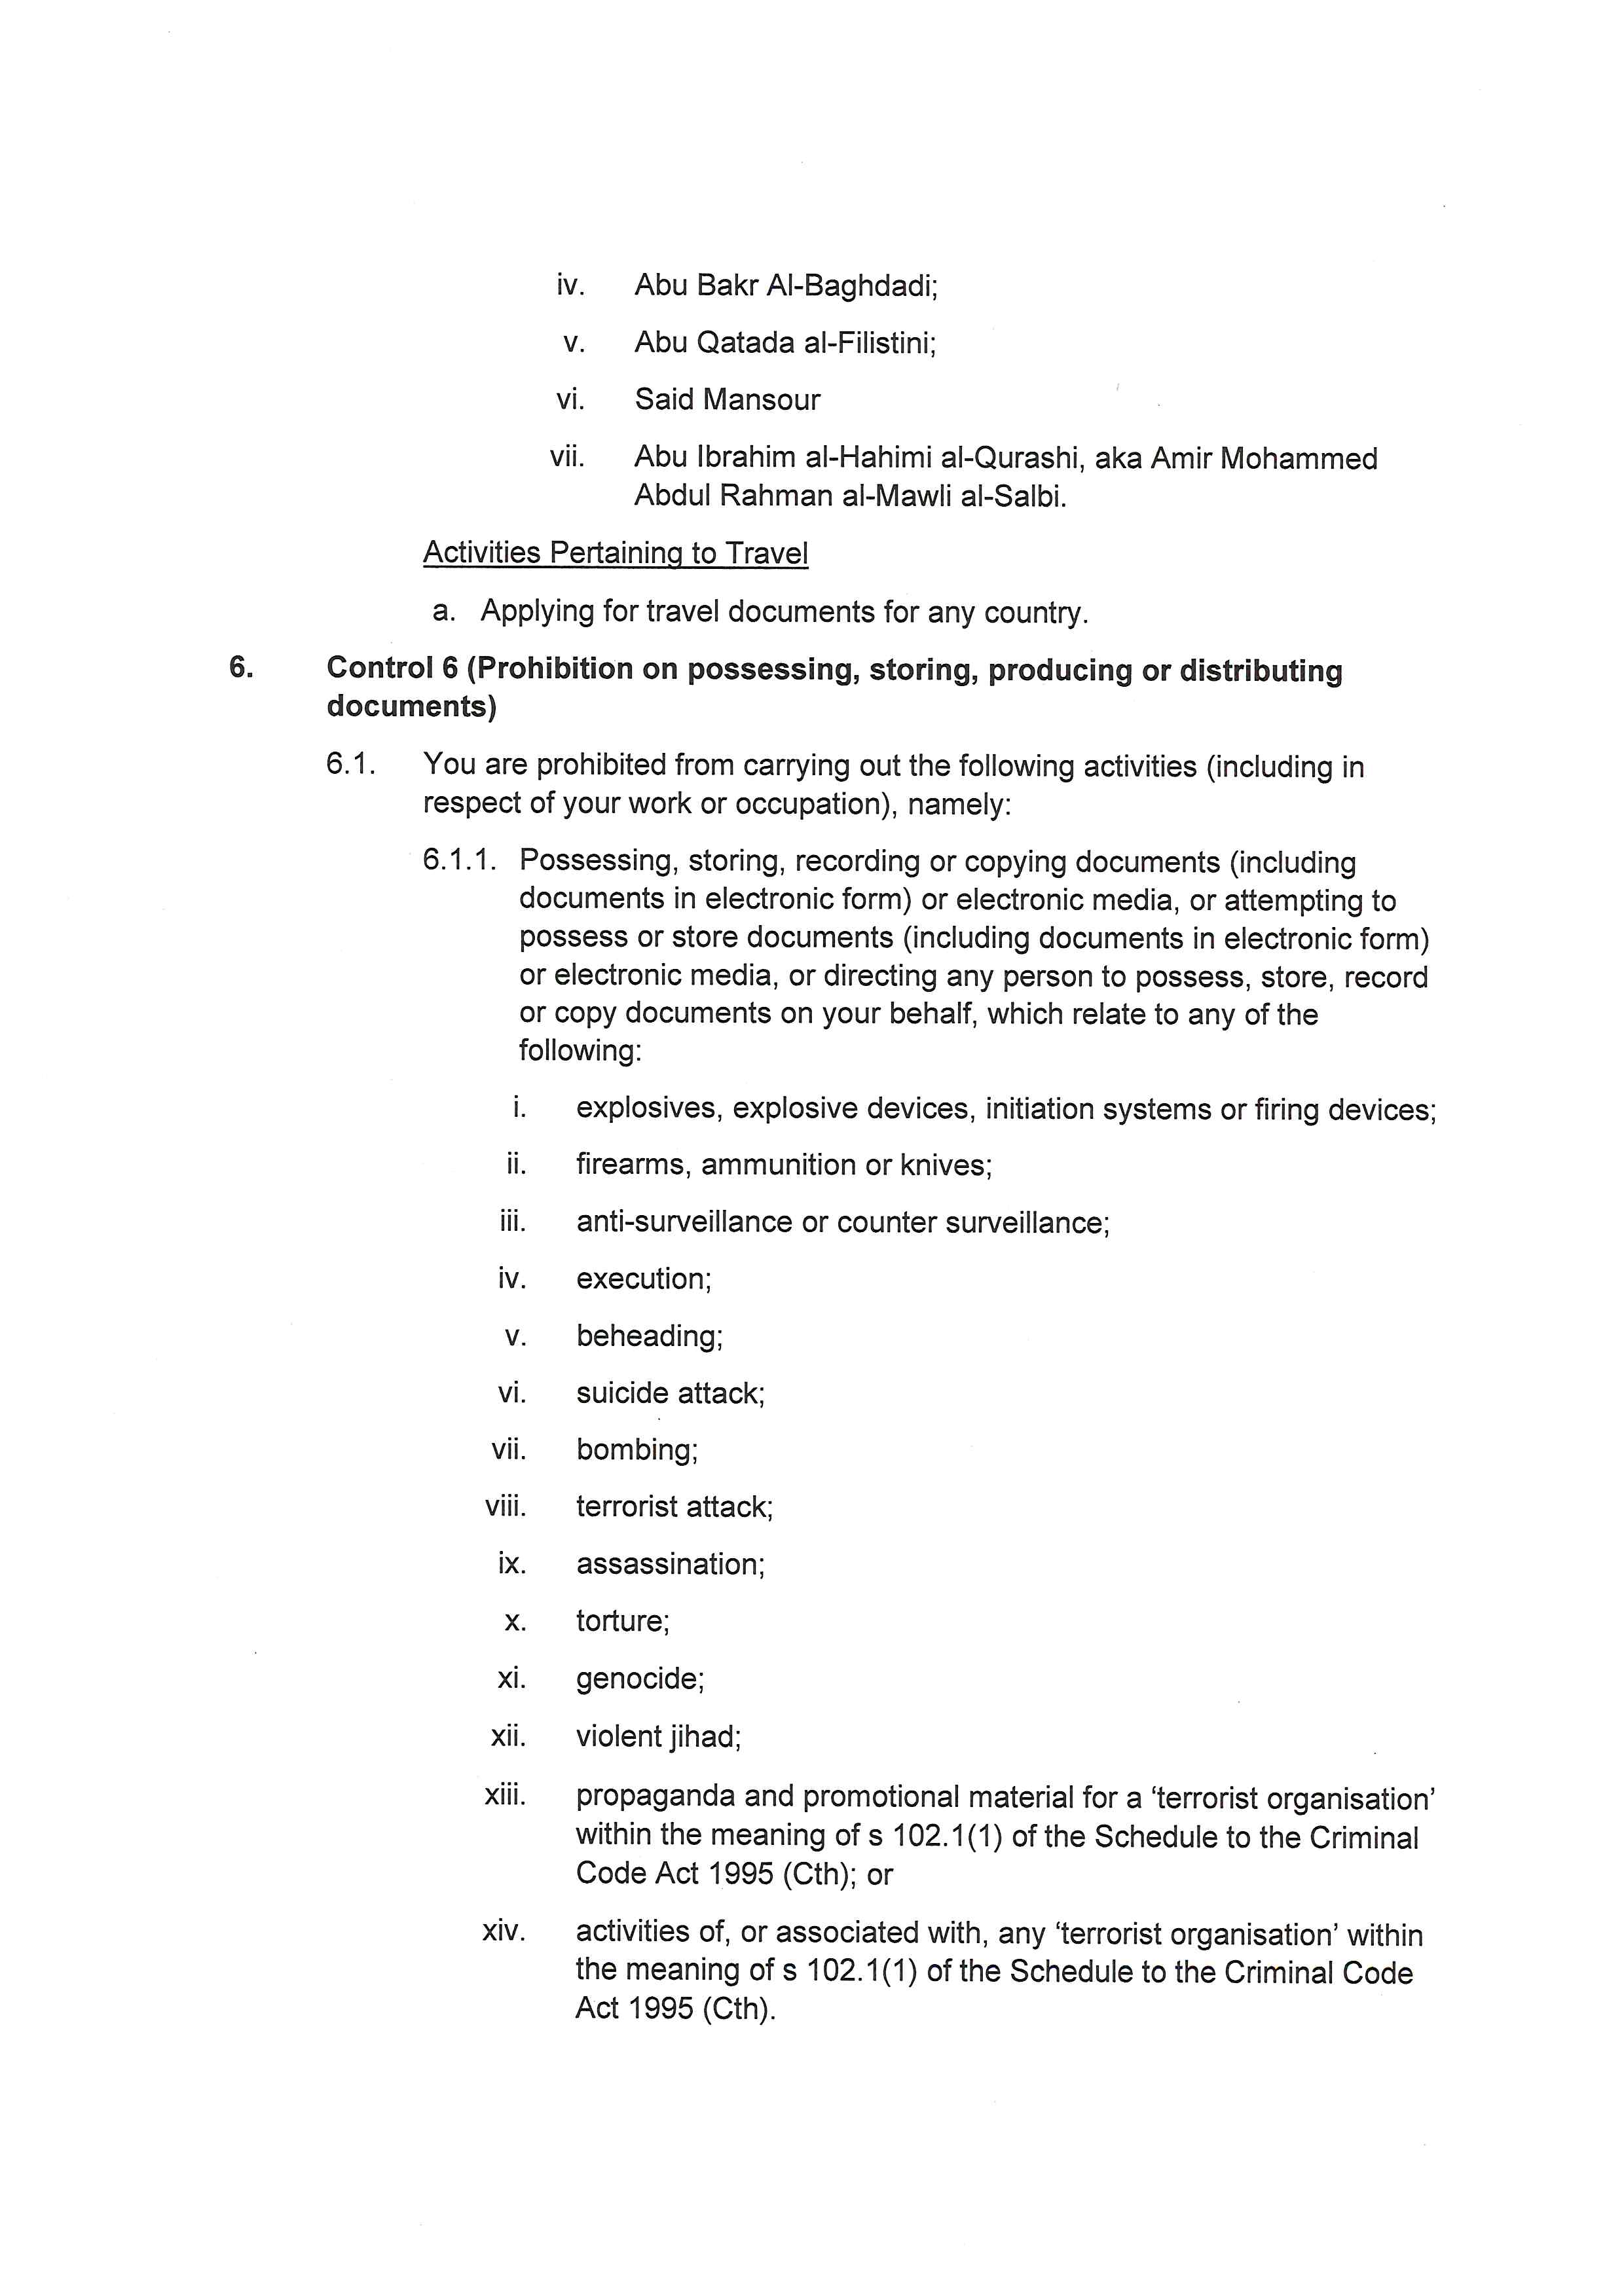 iv. Abu Bakr Al-Baghdadi;
v. Abu Qatada al-Filistini;
vi. Said Mansour
vii. Abu Ibrahim al-Hahimi al-Qurashi, aka Amir Mohammed
Abdul Rahman al-Mawli al-Salbi.
Activities Pertaining to Travel
a. Applying for travel documents for any country.
6. Control 6 (Prohibition on possessing, storing, producing or distributing
documents)
6.1. You are prohibited from carrying out the following activities (including in
respect of your work or occupation), namely:
6.1.1. Possessing, storing, recording or copying documents (including
documents in electronic form) or electronic media, or attempting to
possess or store documents (including documents in electronic form)
or electronic media, or directing any person to possess, store, record
or copy documents on your behalf, which relate to any of the
following:
i. explosives, explosive devices, initiation systems or firing devices;
ii. firearms, ammunition or knives;
iii. anti-surveillance or counter surveillance;
iv. execution;
v. beheading;
vi. suicide attack;
vii. bombing;
viii. terrorist attack;
ix. assassination;
x. torture;
xi. genocide;
xii. violent jihad;
xiii. propaganda and promotional material for a ‘terrorist organisation’
within the meaning of s 102.1(1) of the Schedule to the Criminal
Code Act 1995 (Cth); or
xiv. activities of, or associated with, any ‘terrorist organisation’ within
the meaning of s 102.1(1) of the Schedule to the Criminal Code
Act 1995 (Cth).